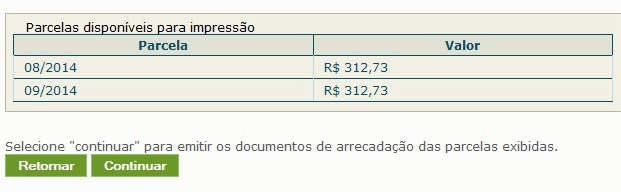 Parcelas disponíveis para impressão
Parcela Valor
08/2014 R$ 312,73
09/2014 R$ 312,73
Selecione "continuar" para emitir os documentos de arrecadação das parcelas exibidas.
Retornar Continuar